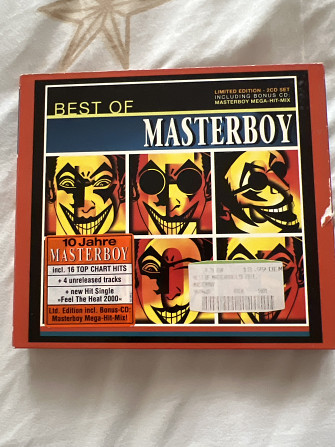 LIMITED EDITION - 2CD SET
INCLUDING BONUS CD:
MASTERBOY MEGA-HIT-MIX
BEST OF
MASTERBOY
10 Jahre
MASTERBOY
incl. 16 TOP CHART HITS
+ 4 unreleased tracks
+ new Hit Single
»Feel The Heat 2000«
Ltd. Edition incl. Bonus-CD:
Masterboy Mega-Hit-Mix!